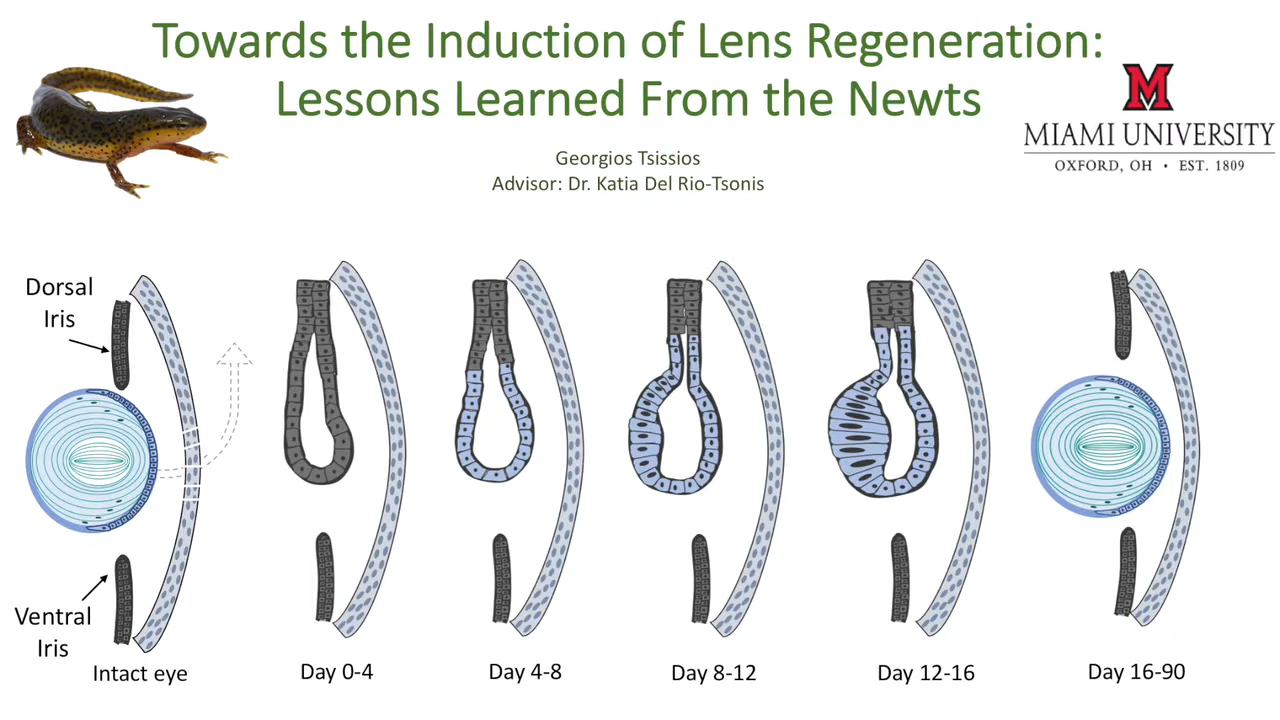 Towards the Induction of Lens Regeneration:
Lessons Learned From the Newts
Georgios Tsissios
Advisor: Dr. Katia Del Rio-Tsonis
M
MIAMI UNIVERSITY
OXFORD, OH • EST. 1809
Dorsal
Iris
Ventral
Iris
Intact eye
Day 0-4
Day 4-8
Day 8-12
Day 12-16
Day 16-90